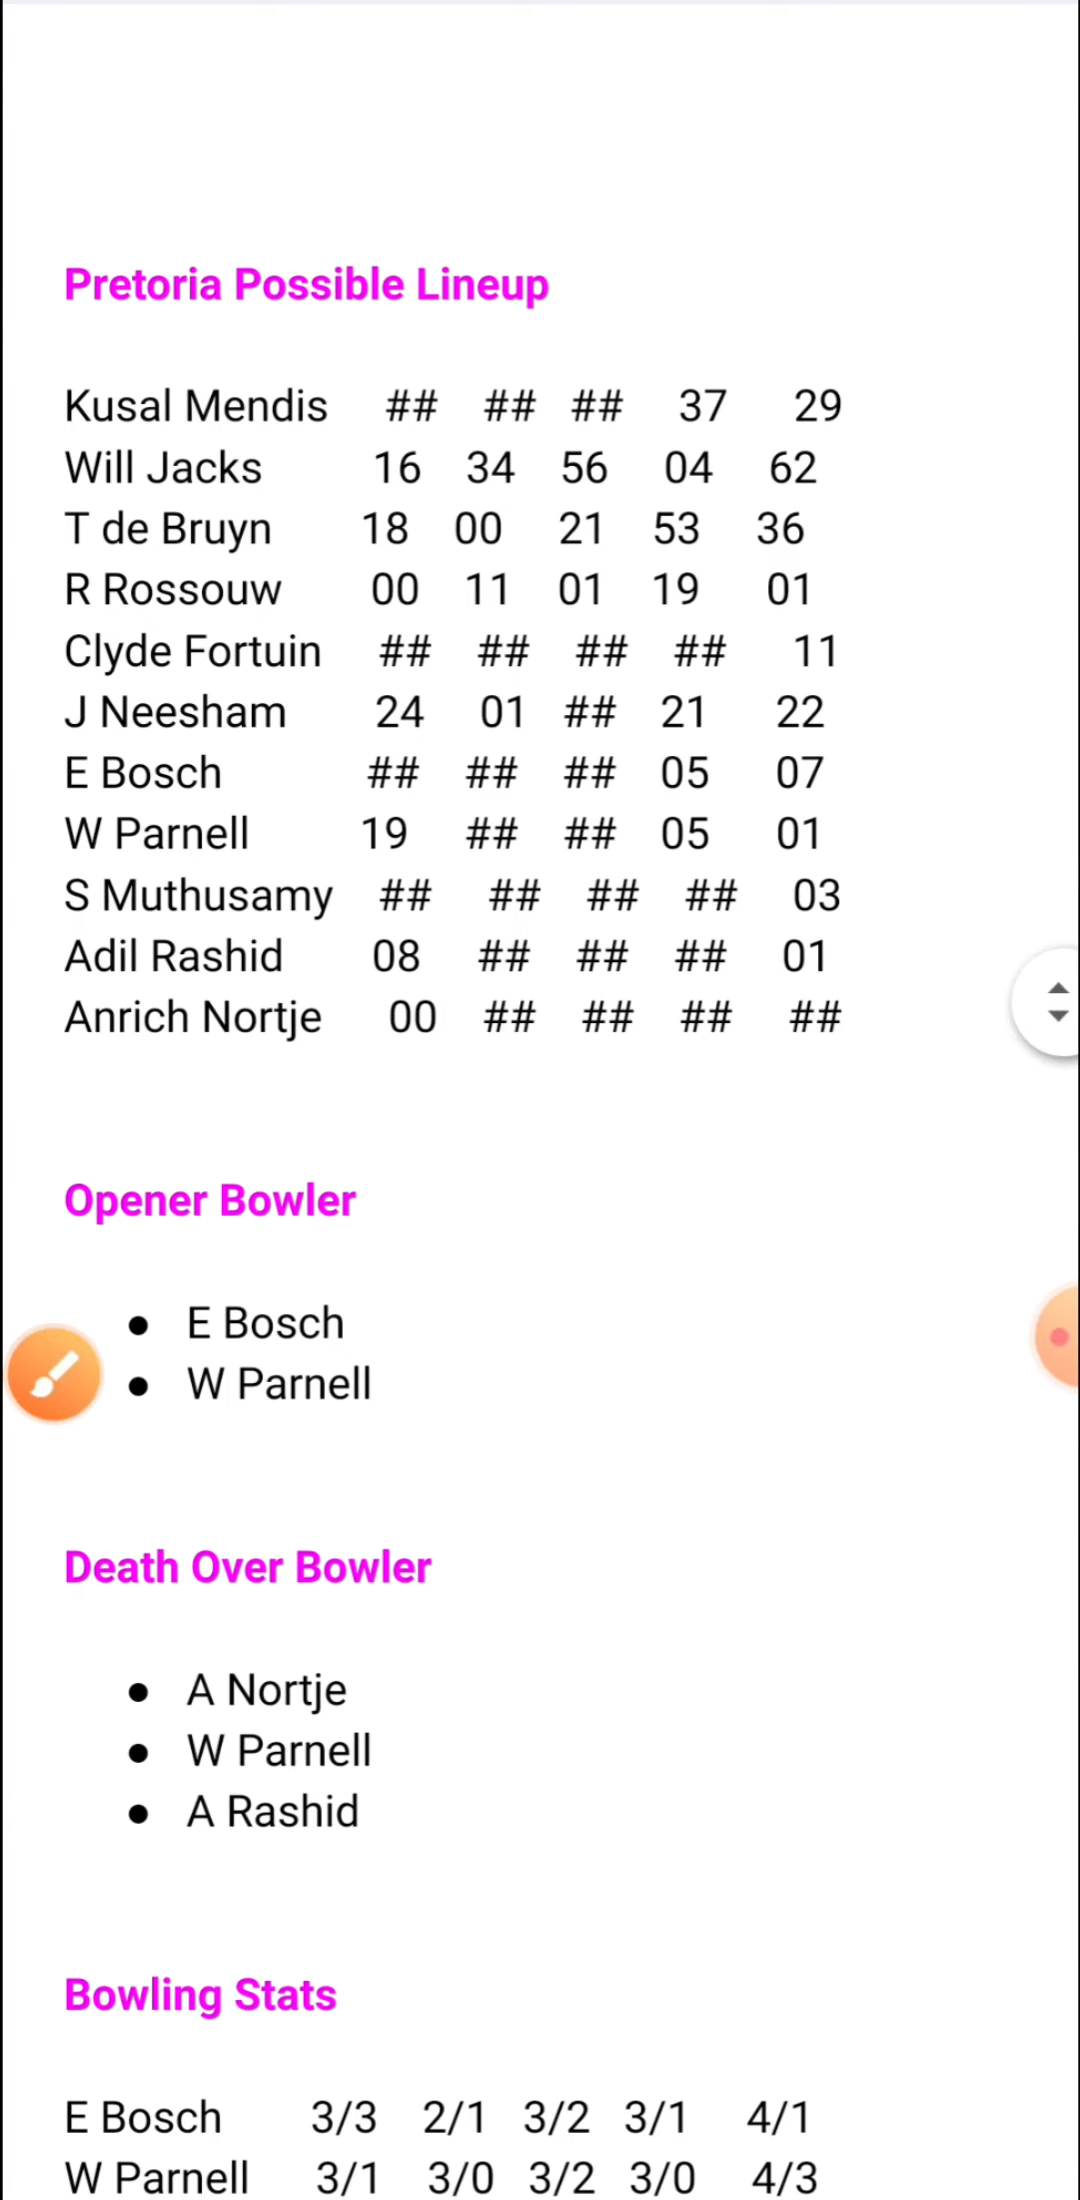 Pretoria Possible Lineup
Kusal Mendis ## ## ## 37 29
Will Jacks 16 34 56 04 62
T de Bruyn 18 00 21 53 36
R Rossouw 00 11 01 19 01
Clyde Fortuin ## ## ## ## 11
J Neesham 24 01 ## 21 22
E Bosch ## ## ## 05 07
W Parnell 19 ## ## 05 01
S Muthusamy ## ## ## ## 03
Adil Rashid 08 ## ## ## 01
Anrich Nortje 00 ## ## ## ##
Opener Bowler
● E Bosch
● W Parnell
Death Over Bowler
● A Nortje
● W Parnell
● A Rashid
Bowling Stats
E Bosch 3/3 2/1 3/2 3/1 4/1
W Parnell 3/1 3/0 3/2 3/0 4/3